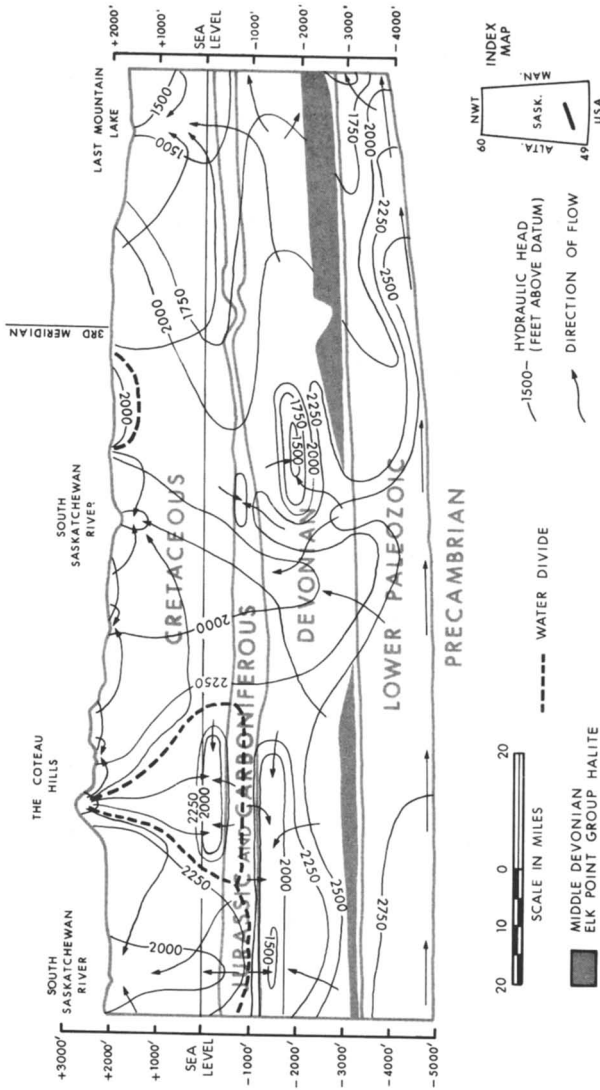 SOUTH
SASKATCHEWAN
RIVER
THE COTEAU
HILLS
SOUTH
SASKATCHEWAN
RIVER
3RD MERIDIAN
LAST MOUNTAIN
LAKE
+3000'
+2000'
+1000'
SEA
LEVEL
-1000'
-2000'
-3000'
-4000'
-5000'
+2000'
+1000'
SEA
LEVEL
-1000'
-2000'
-3000'
-4000'
2000
2250
2250
2000
2250
2000
2000
2000
1750
1500
1500
CRETACEOUS
JURASSIC AND CARBONIFEROUS
DEVONIAN
LOWER PALEOZOIC
PRECAMBRIAN
1500
2000
2250
2500
2750
1750
1500
2000
2250
2500
2250
2000
1750
20 10 0 20
SCALE IN MILES
MIDDLE DEVONIAN
ELK POINT GROUP HALITE
WATER DIVIDE
-1500- HYDRAULIC HEAD
(FEET ABOVE DATUM)
DIRECTION OF FLOW
INDEX
MAP
60 NWT
ALTA. SASK. MAN.
49 USA